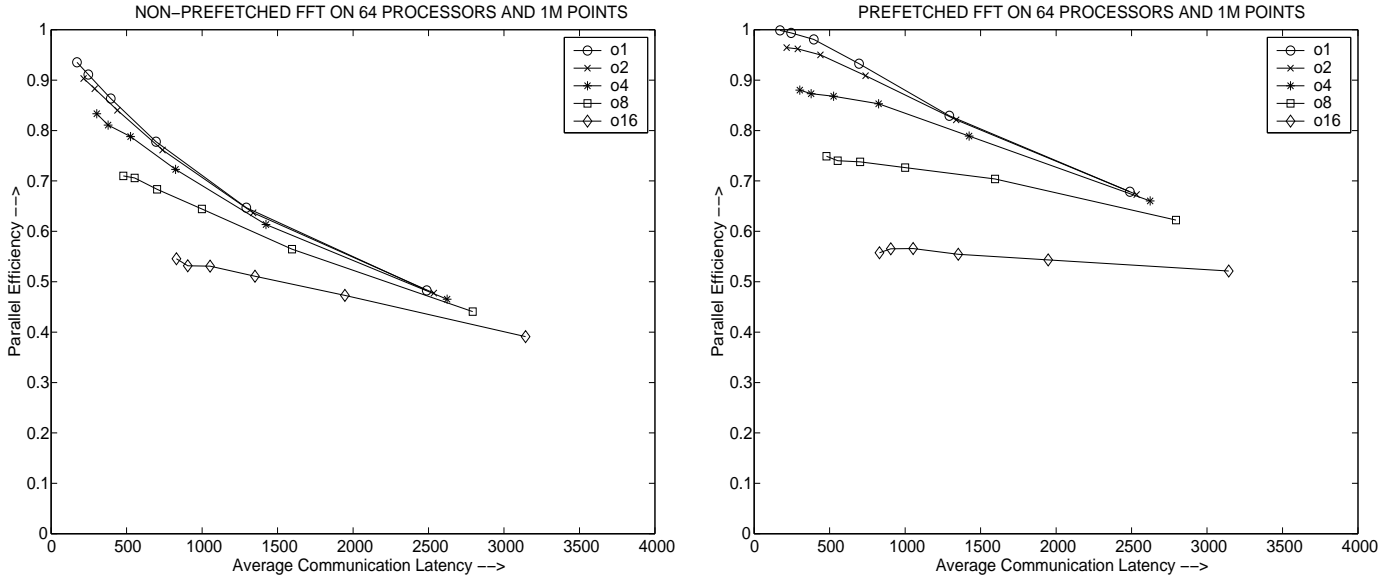 NON−PREFETCHED FFT ON 64 PROCESSORS AND 1M POINTS
1
0.9
0.8
0.7
0.6
0.5
0.4
0.3
0.2
0.1
0
Parallel Efficiency −−>
o1
o2
o4
o8
o16
0 500 1000 1500 2000 2500 3000 3500 4000
Average Communication Latency −−>
PREFETCHED FFT ON 64 PROCESSORS AND 1M POINTS
1
0.9
0.8
0.7
0.6
0.5
0.4
0.3
0.2
0.1
0
Parallel Efficiency −−>
o1
o2
o4
o8
o16
0 500 1000 1500 2000 2500 3000 3500 4000
Average Communication Latency −−>